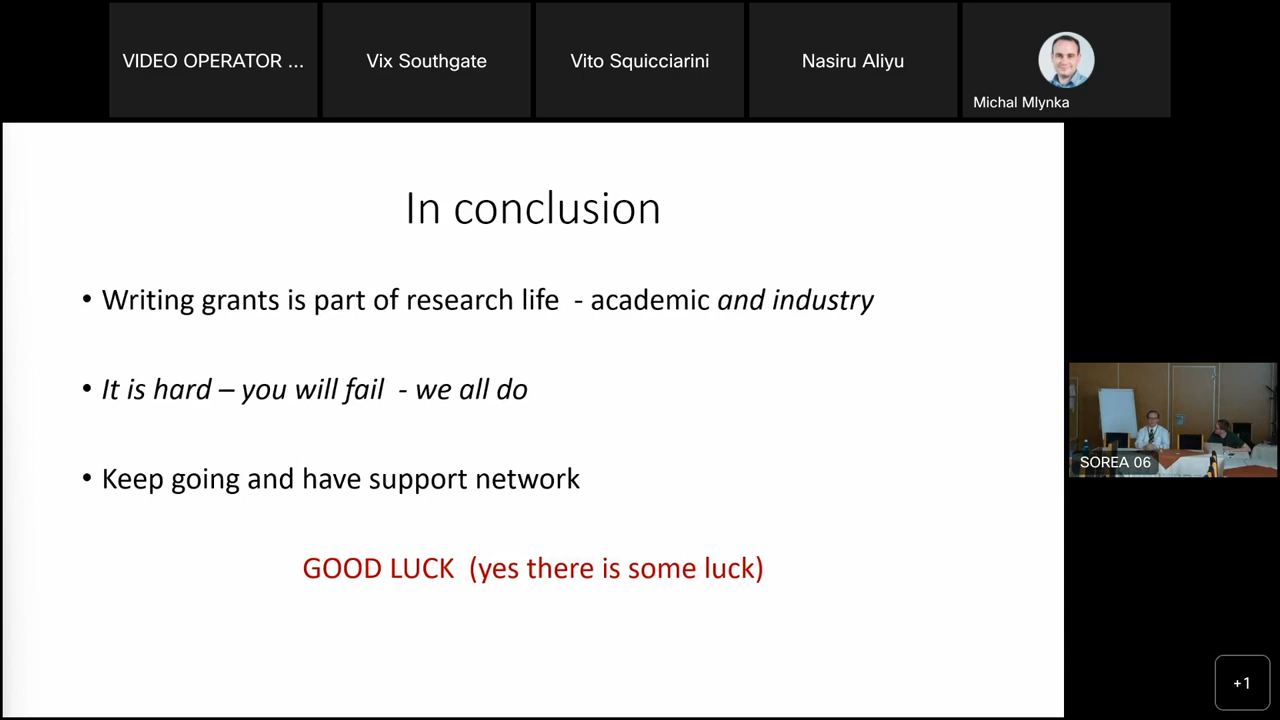 VIDEO OPERATOR ...
Vix Southgate
Vito Squicciarini
Nasiru Aliyu
Michal Mlynka
In conclusion
• Writing grants is part of research life - academic and industry
• It is hard – you will fail - we all do
• Keep going and have support network
GOOD LUCK (yes there is some luck)
SOREA 06
+1